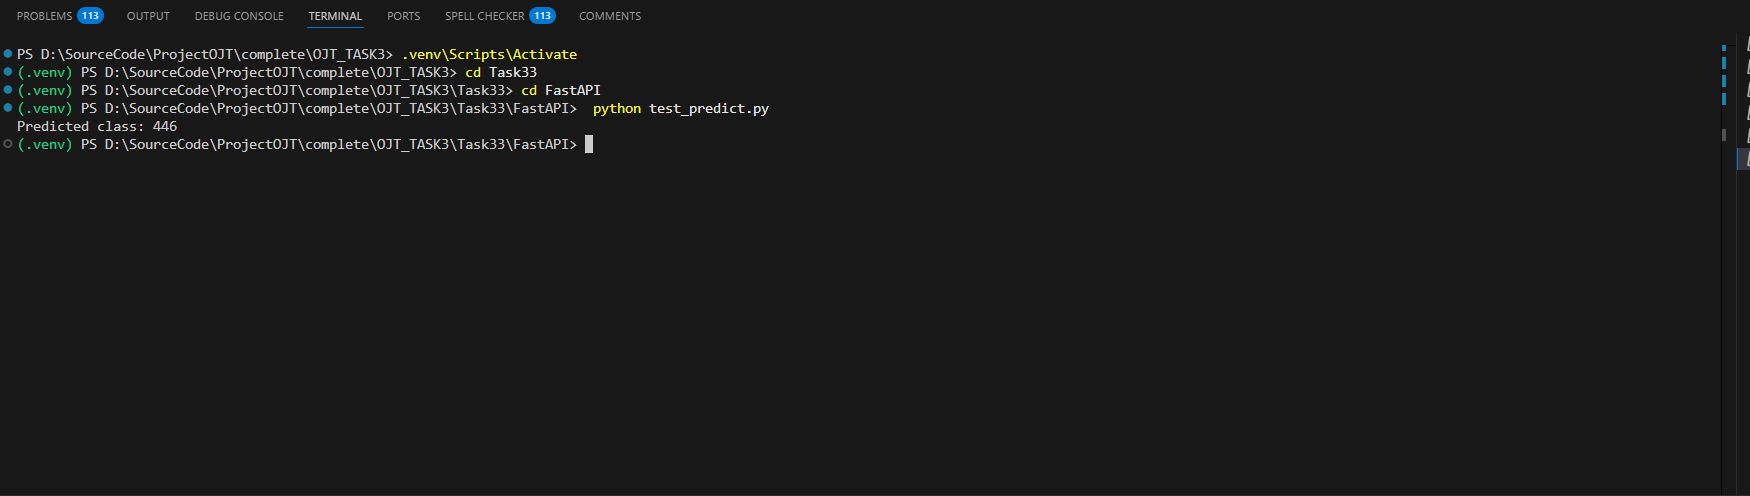 PROBLEMS 113 OUTPUT DEBUG CONSOLE TERMINAL PORTS SPELL CHECKER 113 COMMENTS
PS D:\SourceCode\ProjectOJT\complete\OJT_TASK3> .venv\Scripts\Activate
(.venv) PS D:\SourceCode\ProjectOJT\complete\OJT_TASK3> cd Task33
(.venv) PS D:\SourceCode\ProjectOJT\complete\OJT_TASK3\Task33> cd FastAPI
(.venv) PS D:\SourceCode\ProjectOJT\complete\OJT_TASK3\Task33\FastAPI>  python test_predict.py
Predicted class: 446
(.venv) PS D:\SourceCode\ProjectOJT\complete\OJT_TASK3\Task33\FastAPI>